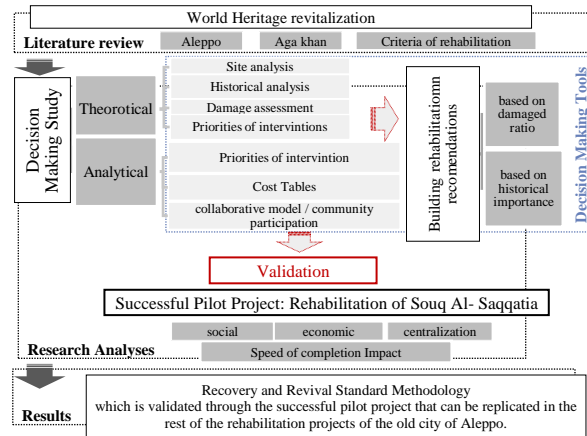 World Heritage revitalization
Literature review
Aleppo
Aga khan
Criteria of rehabilitation
Decision
Making Study
Theorotical
Analytical
Site analysis
Historical analysis
Damage assessment
Priorities of intervintions
Priorities of intervention
Cost Tables
collaborative model / community
participation
Building rehabilitatiomn
recomendations
based on
damaged
ratio
based on
historical
importance
Decision Making Tools
Validation
Successful Pilot Project: Rehabilitation of Souq Al- Saqqatia
social
economic
centralization
Speed of completion Impact
Research Analyses
Results
Recovery and Revival Standard Methodology
which is validated through the successful pilot project that can be replicated in the
rest of the rehabilitation projects of the old city of Aleppo.